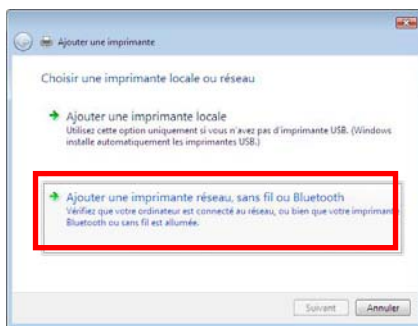 Ajouter une imprimante
Choisir une imprimante locale ou réseau
Ajouter une imprimante locale
Utilisez cette option uniquement si vous n'avez pas d'imprimante USB. (Windows
installe automatiquement les imprimantes USB.)
Ajouter une imprimante réseau, sans fil ou Bluetooth
Vérifiez que votre ordinateur est connecté au réseau, ou bien que votre imprimante
Bluetooth ou sans fil est allumée.
Suivant
Annuler